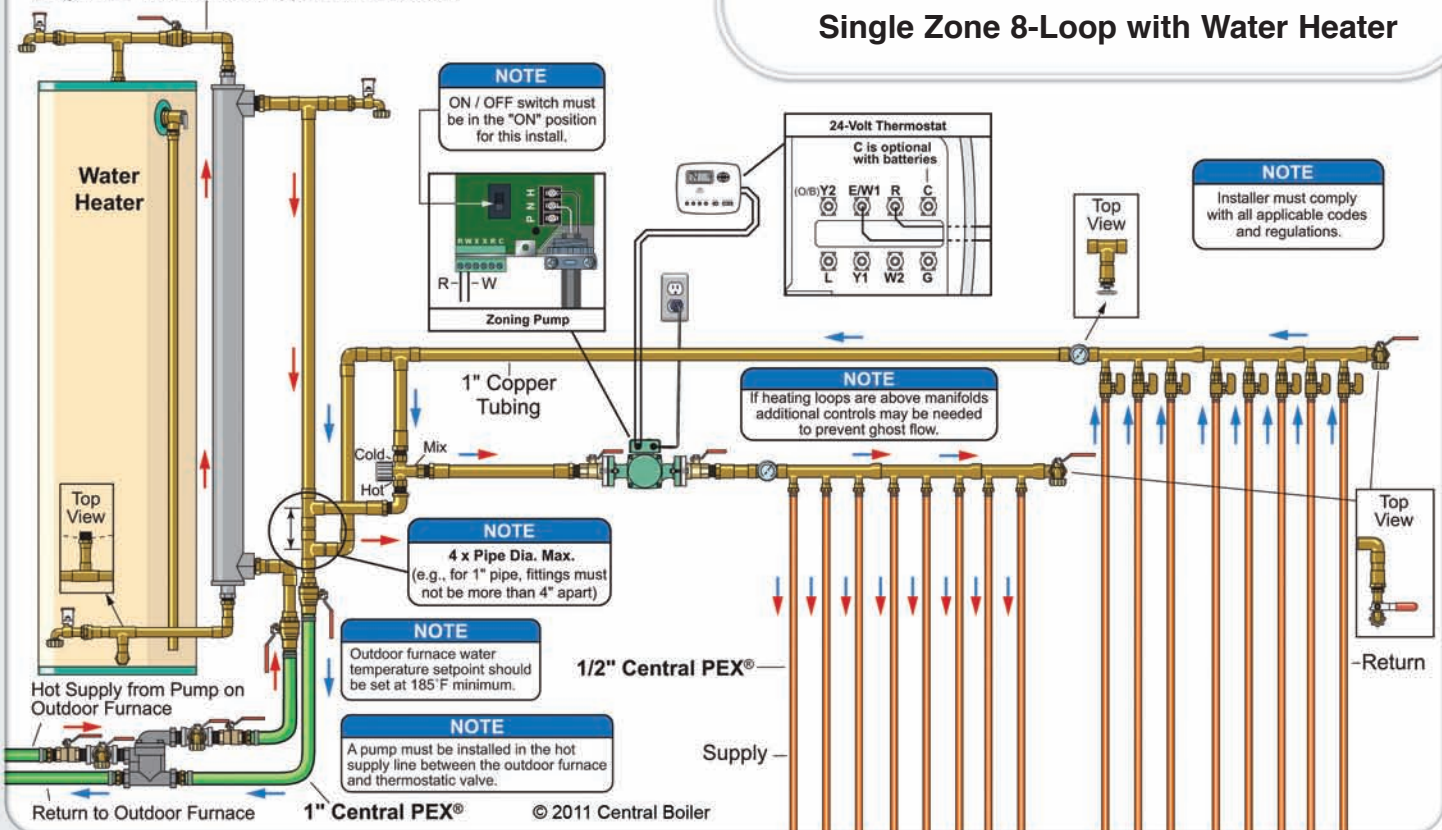 Single Zone 8-Loop with Water Heater
NOTE
ON / OFF switch must
be in the "ON" position
for this install.
24-Volt Thermostat
C is optional
with batteries
(O/B)Y2 E/W1 R C
L Y1 W2 G
NOTE
Installer must comply
with all applicable codes
and regulations.
Top
View
Water
Heater
P N H
R W X X R C
R W
Zoning Pump
1" Copper
Tubing
NOTE
If heating loops are above manifolds
additional controls may be needed
to prevent ghost flow.
Cold
Mix
Hot
Top
View
Top
View
NOTE
4 x Pipe Dia. Max.
(e.g., for 1" pipe, fittings must
not be more than 4" apart)
NOTE
Outdoor furnace water
temperature setpoint should
be set at 185°F minimum.
1/2" Central PEX®
Return
Hot Supply from Pump on
Outdoor Furnace
NOTE
A pump must be installed in the hot
supply line between the outdoor furnace
and thermostatic valve.
Supply
Return to Outdoor Furnace
1" Central PEX®
© 2011 Central Boiler